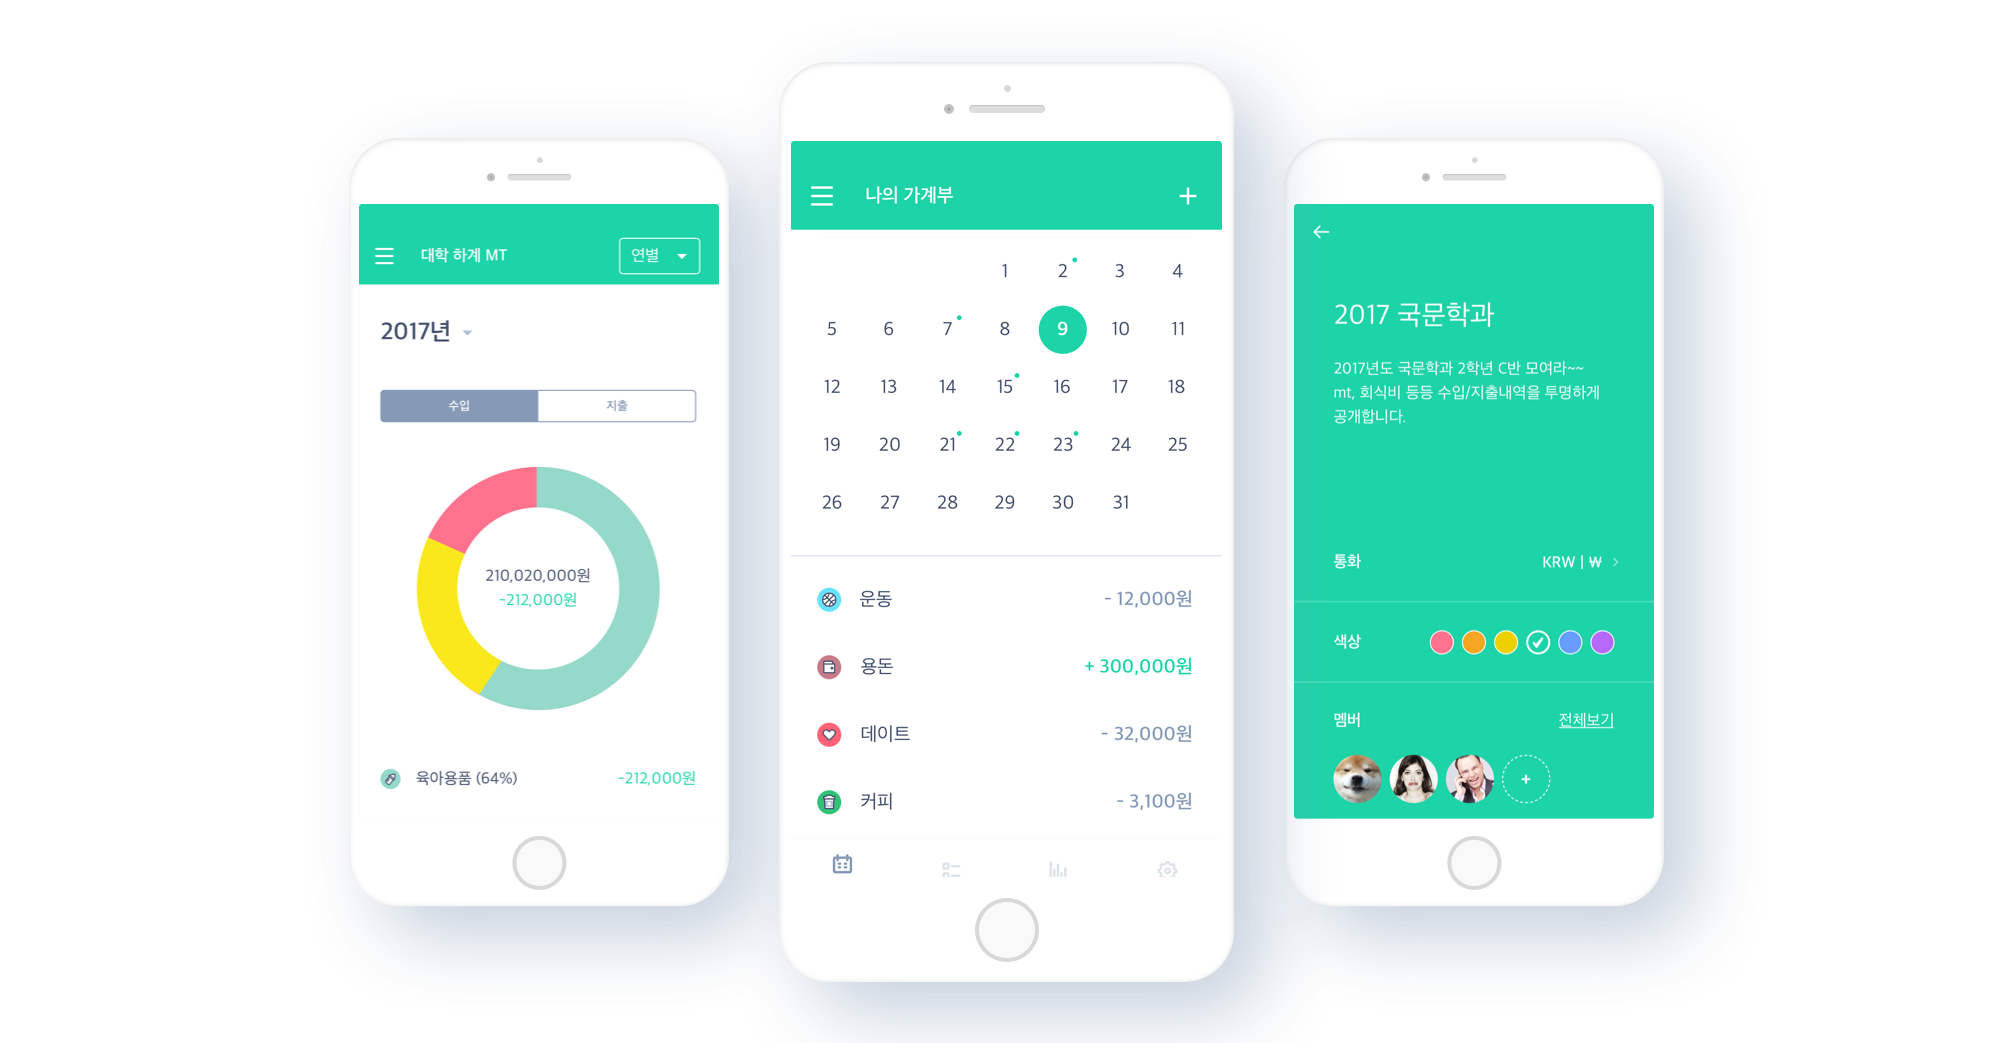 대학 하계 MT
연별
2017년
수입 지출
210,020,000원
-212,000원
육아용품 (64%) -212,000원
나의 가계부
1 2 3 4
5 6 7 8 9 10 11
12 13 14 15 16 17 18
19 20 21 22 23 24 25
26 27 28 29 30 31
운동 - 12,000원
용돈 + 300,000원
데이트 - 32,000원
커피 - 3,100원
2017 국문학과
2017년도 국문학과 2학년 C반 모여라~~
mt, 회식비 등등 수입/지출내역을 투명하게
공개합니다.
통화 KRW | ₩
색상
멤버 전체보기